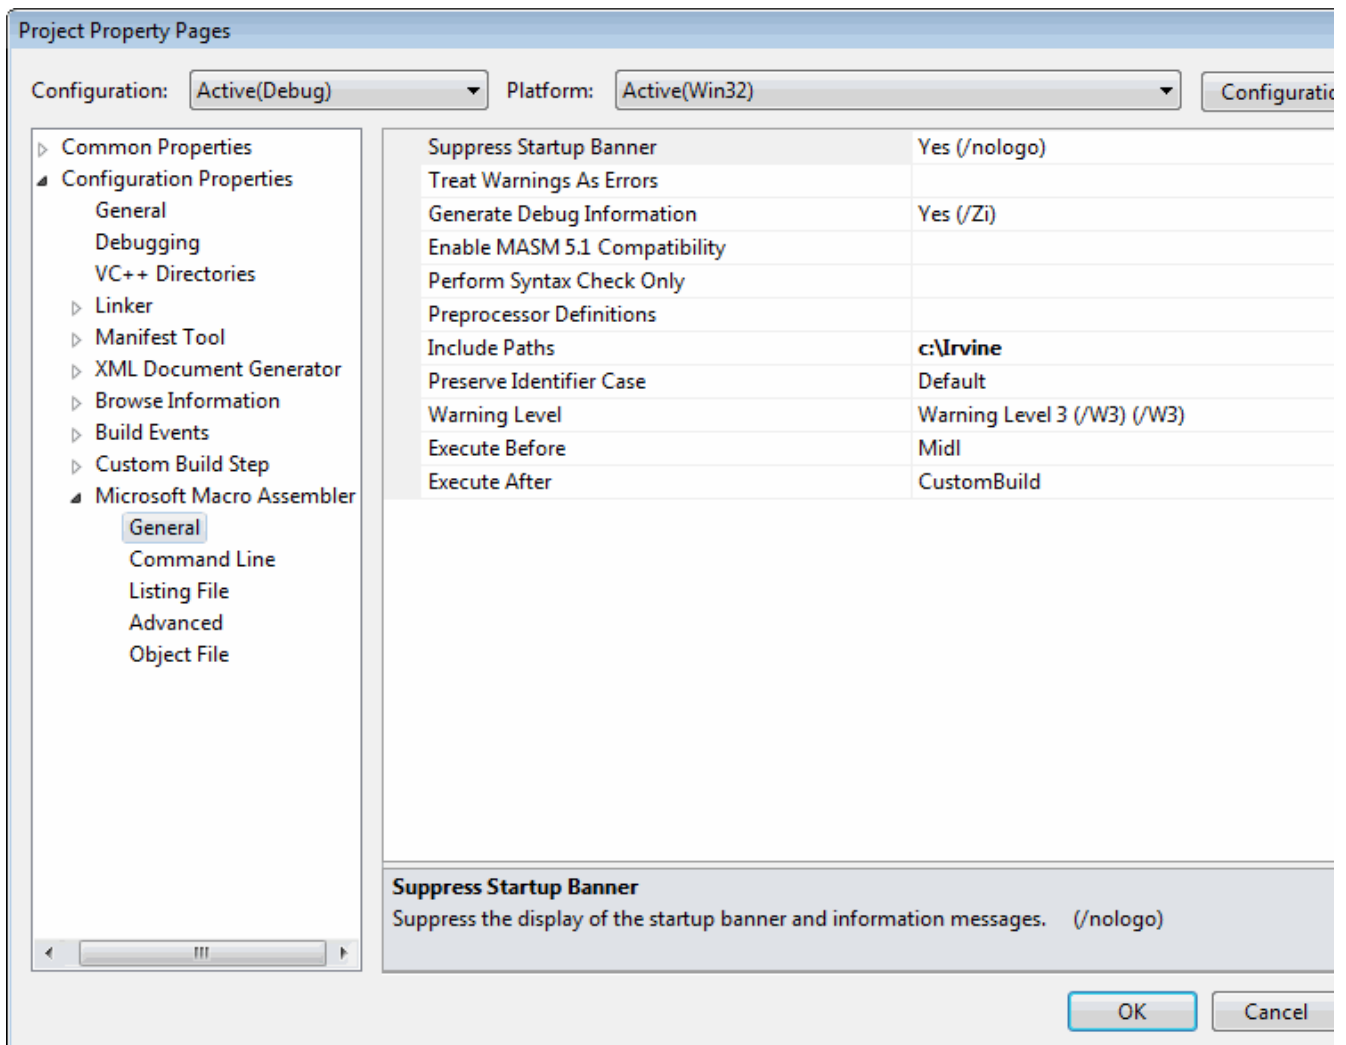 Project Property Pages
Configuration: Active(Debug) Platform: Active(Win32)
Common Properties
Configuration Properties
General
Debugging
VC++ Directories
Linker
Manifest Tool
XML Document Generator
Browse Information
Build Events
Custom Build Step
Microsoft Macro Assembler
General
Command Line
Listing File
Advanced
Object File
Suppress Startup Banner Yes (/nologo)
Treat Warnings As Errors
Generate Debug Information Yes (/Zi)
Enable MASM 5.1 Compatibility
Perform Syntax Check Only
Preprocessor Definitions
Include Paths c:\Irvine
Preserve Identifier Case Default
Warning Level Warning Level 3 (/W3) (/W3)
Execute Before Midl
Execute After CustomBuild
Suppress Startup Banner
Suppress the display of the startup banner and information messages. (/nologo)
OK Cancel